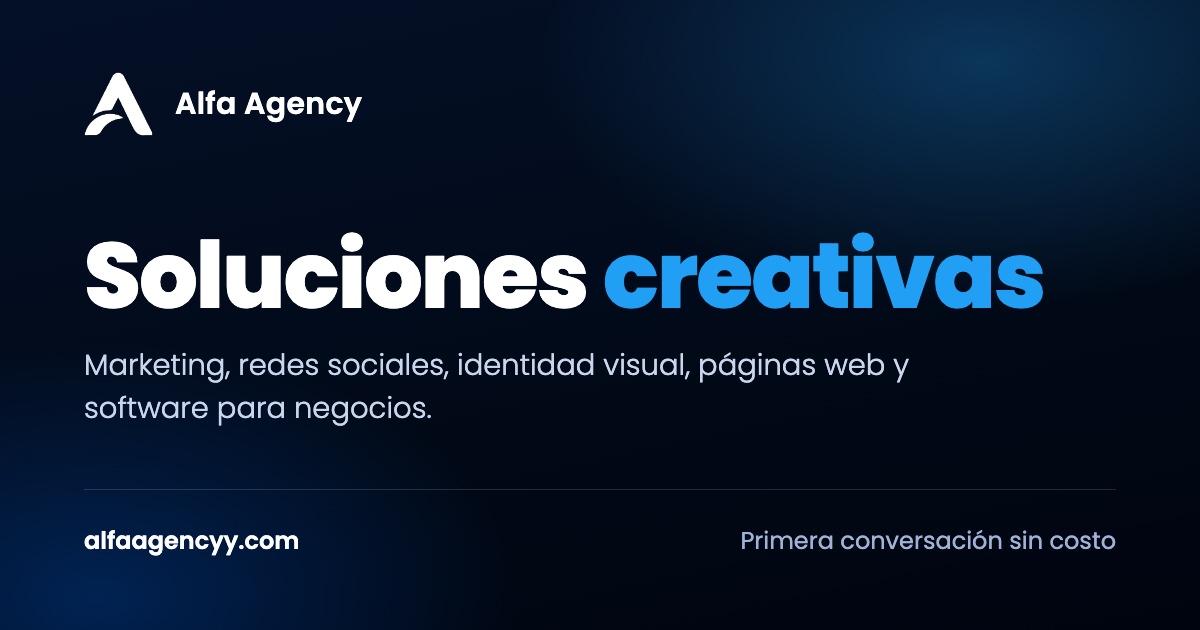 Alfa Agency
Soluciones creativas
Marketing, redes sociales, identidad visual, páginas web y
software para negocios.
alfaagencyy.com
Primera conversación sin costo